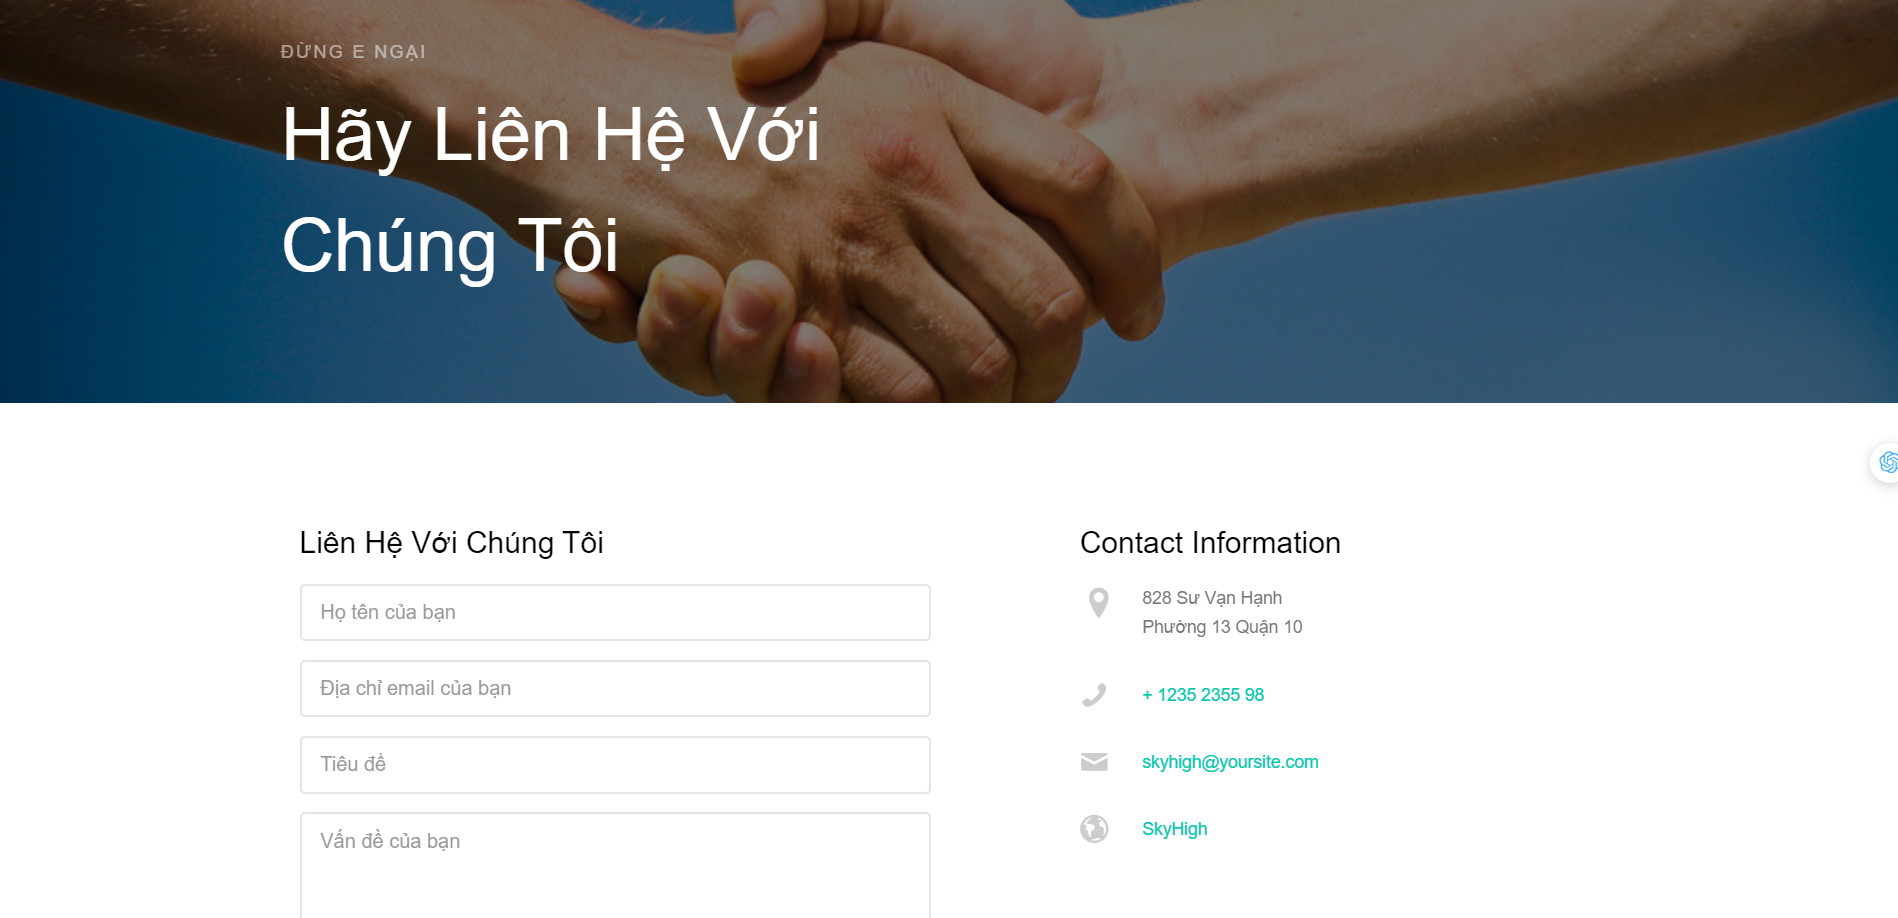 ĐỪNG E NGẠI
Hãy Liên Hệ Với
Chúng Tôi
Liên Hệ Với Chúng Tôi
Họ tên của bạn
Địa chỉ email của bạn
Tiêu đề
Vấn đề của bạn
Contact Information
828 Sư Vạn Hạnh
Phường 13 Quận 10
+ 1235 2355 98
skyhigh@yoursite.com
SkyHigh